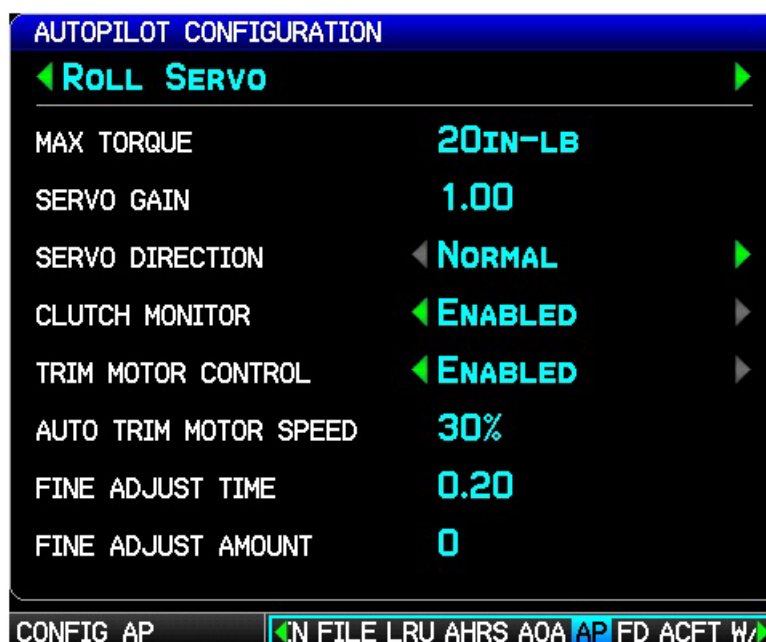 AUTOPILOT CONFIGURATION
ROLL SERVO
MAX TORQUE 20IN-LB
SERVO GAIN 1.00
SERVO DIRECTION NORMAL
CLUTCH MONITOR ENABLED
TRIM MOTOR CONTROL ENABLED
AUTO TRIM MOTOR SPEED 30%
FINE ADJUST TIME 0.20
FINE ADJUST AMOUNT 0
CONFIG AP FILE LRU AHRS AOA AP FD ACFT